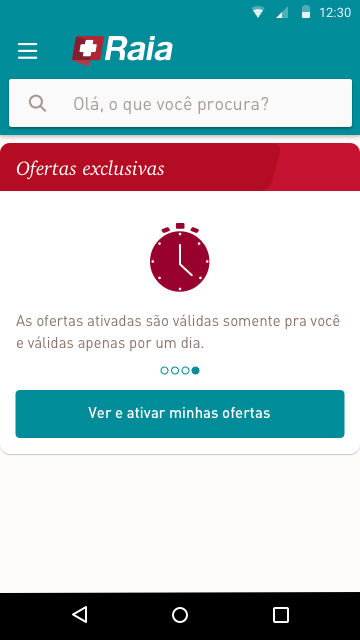 12:30
Raia
Olá, o que você procura?
Ofertas exclusivas
As ofertas ativadas são válidas somente pra você
e válidas apenas por um dia.
Ver e ativar minhas ofertas